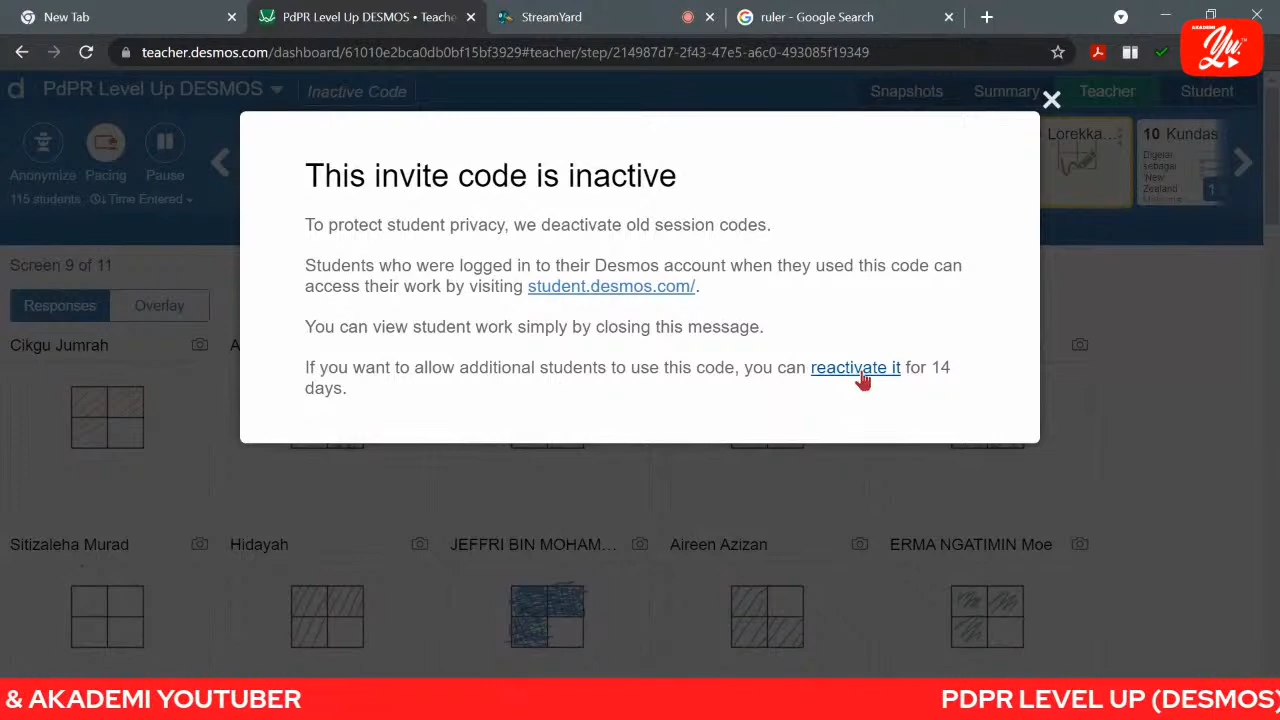 New Tab
PdPR Level Up DESMOS • Teache
StreamYard
ruler - Google Search
teacher.desmos.com/dashboard/61010e2bca0db0bf15bf3929#teacher/step/214987d7-2f43-47e5-a6c0-493085f19349
AKADEMI
Yu.
PdPR Level Up DESMOS
Inactive Code
Snapshots
Summary
Teacher
Student
Anonymize
Pacing
Pause
115 students
Time Entered
Lorekka...
10 Kundas
Digelar
sebagai
'New
Zealand
1
This invite code is inactive
To protect student privacy, we deactivate old session codes.
Students who were logged in to their Desmos account when they used this code can
access their work by visiting student.desmos.com/.
You can view student work simply by closing this message.
If you want to allow additional students to use this code, you can reactivate it for 14
days.
Screen 9 of 11
Responses
Overlay
Cikgu Jumrah
Sitizaleha Murad
Hidayah
JEFFRI BIN MOHAM...
Aireen Azizan
ERMA NGATIMIN Moe
& AKADEMI YOUTUBER
PDPR LEVEL UP (DESMOS)